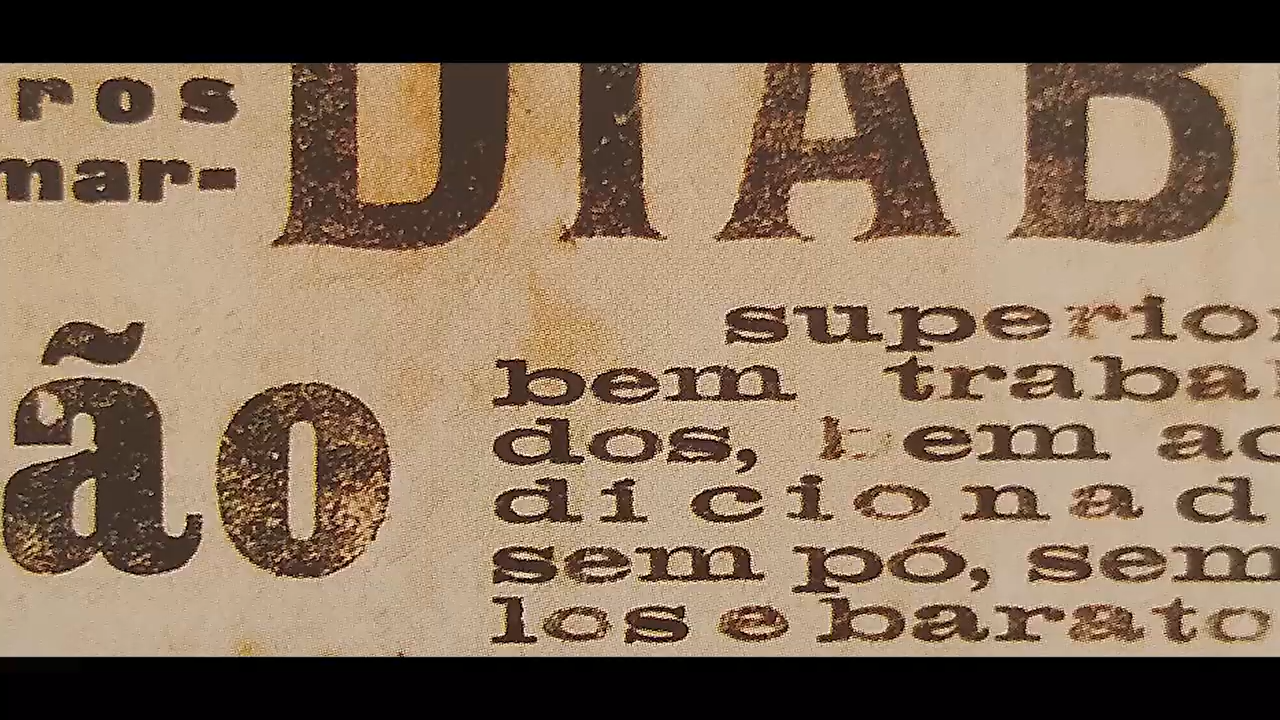 ros
mar-
DIAB
ão
superior
bem traba
dos, bem ac
dicionad
sem pó, sem
los e barato